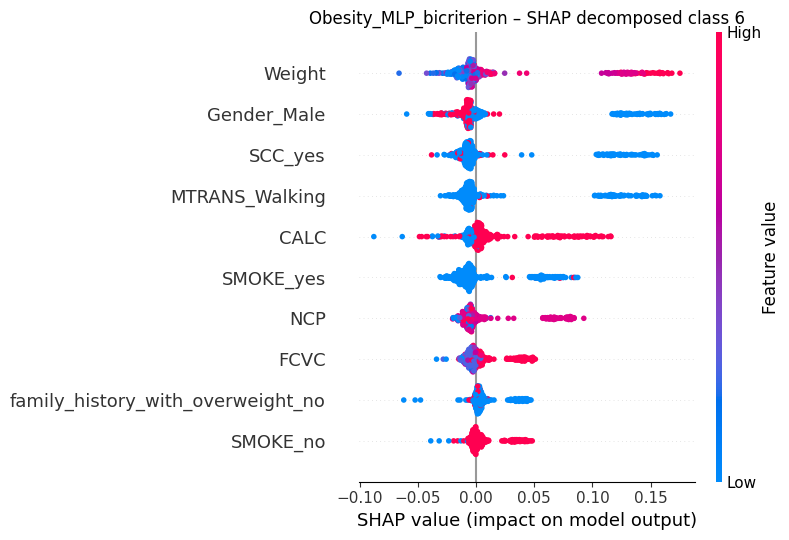 Obesity_MLP_bicriterion – SHAP decomposed class 6
High
Weight
Gender_Male
SCC_yes
MTRANS_Walking
CALC
SMOKE_yes
NCP
FCVC
family_history_with_overweight_no
SMOKE_no
Feature value
Low
−0.10 −0.05 0.00 0.05 0.10 0.15
SHAP value (impact on model output)